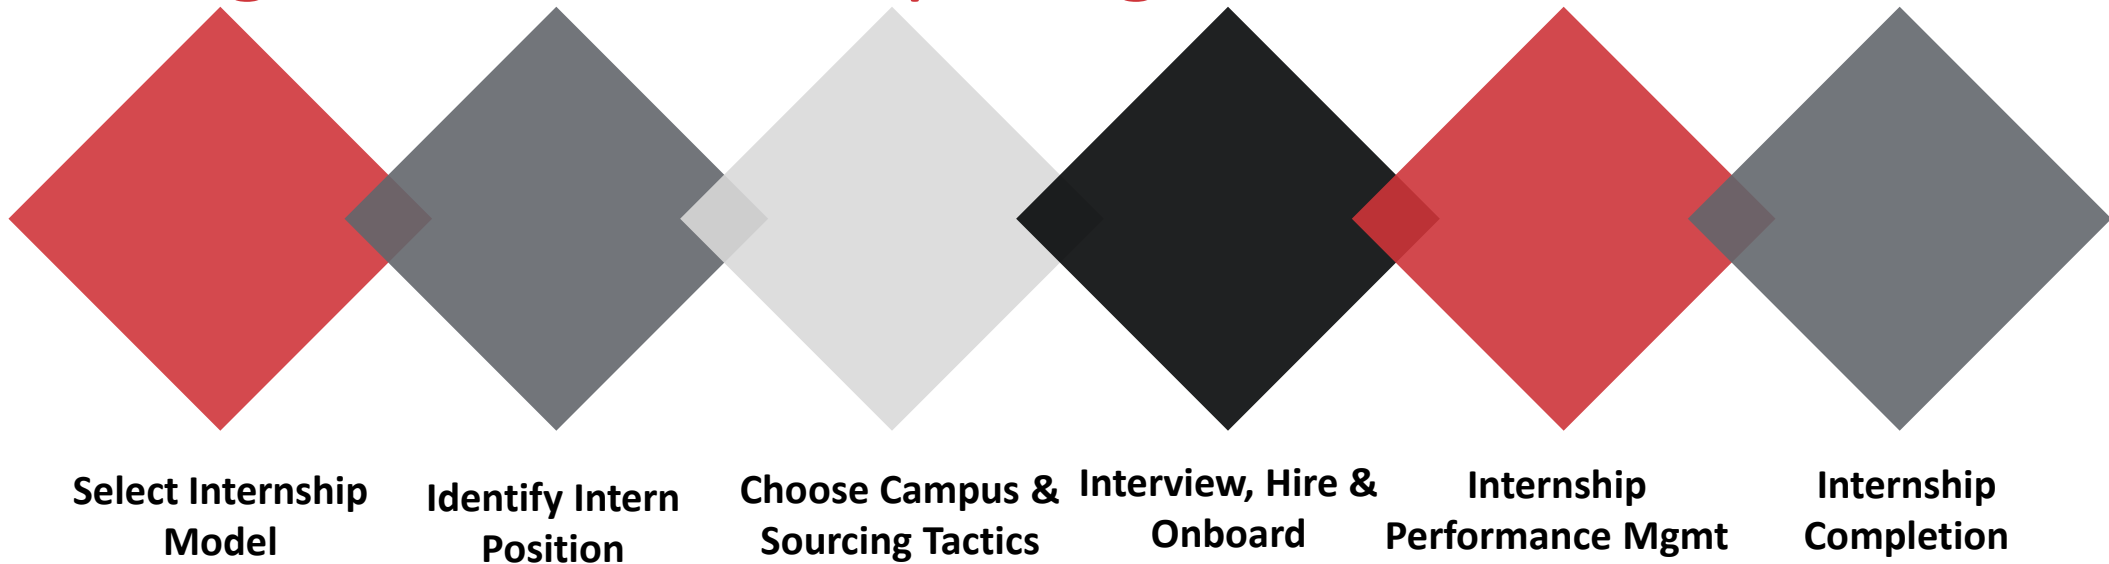 Select Internship
Model
Identify Intern
Position
Choose Campus &
Sourcing Tactics
Interview, Hire &
Onboard
Internship
Performance Mgmt
Internship
Completion